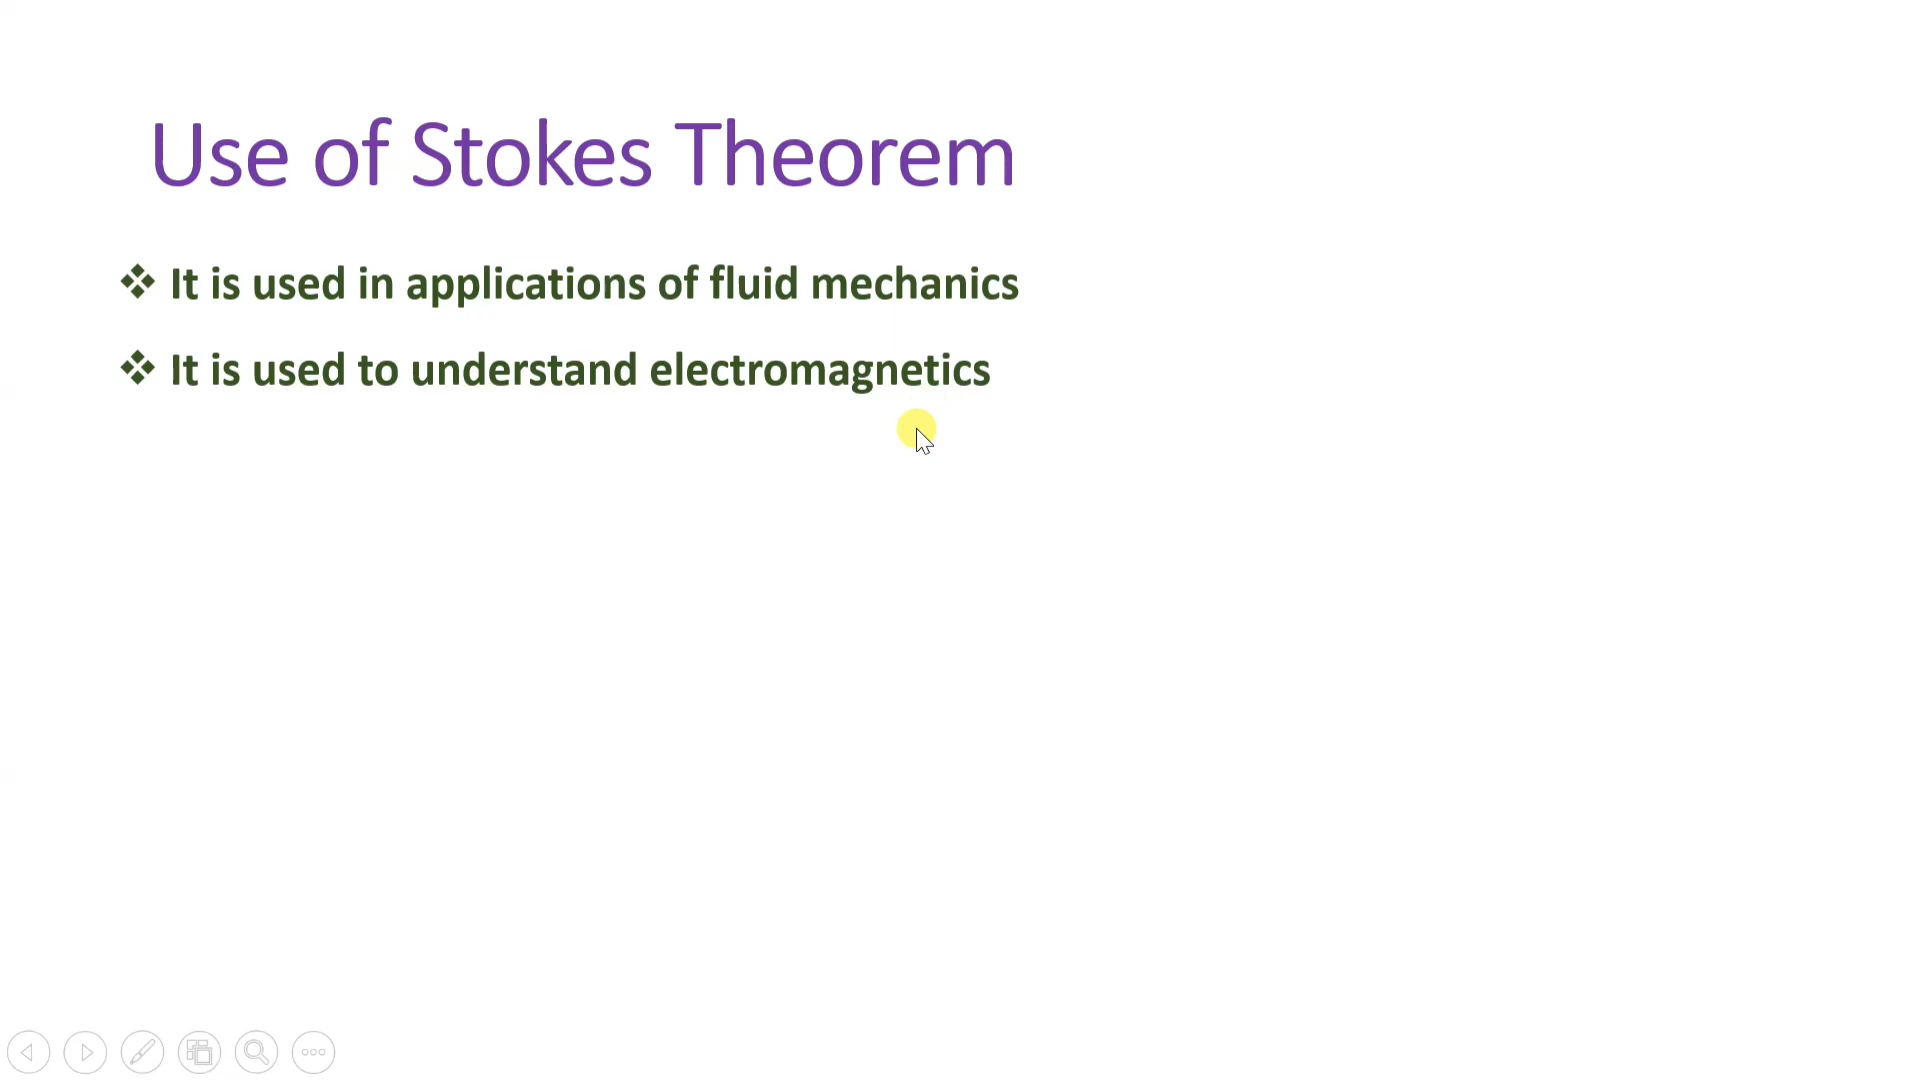 Use of Stokes Theorem
❖ It is used in applications of fluid mechanics
❖ It is used to understand electromagnetics